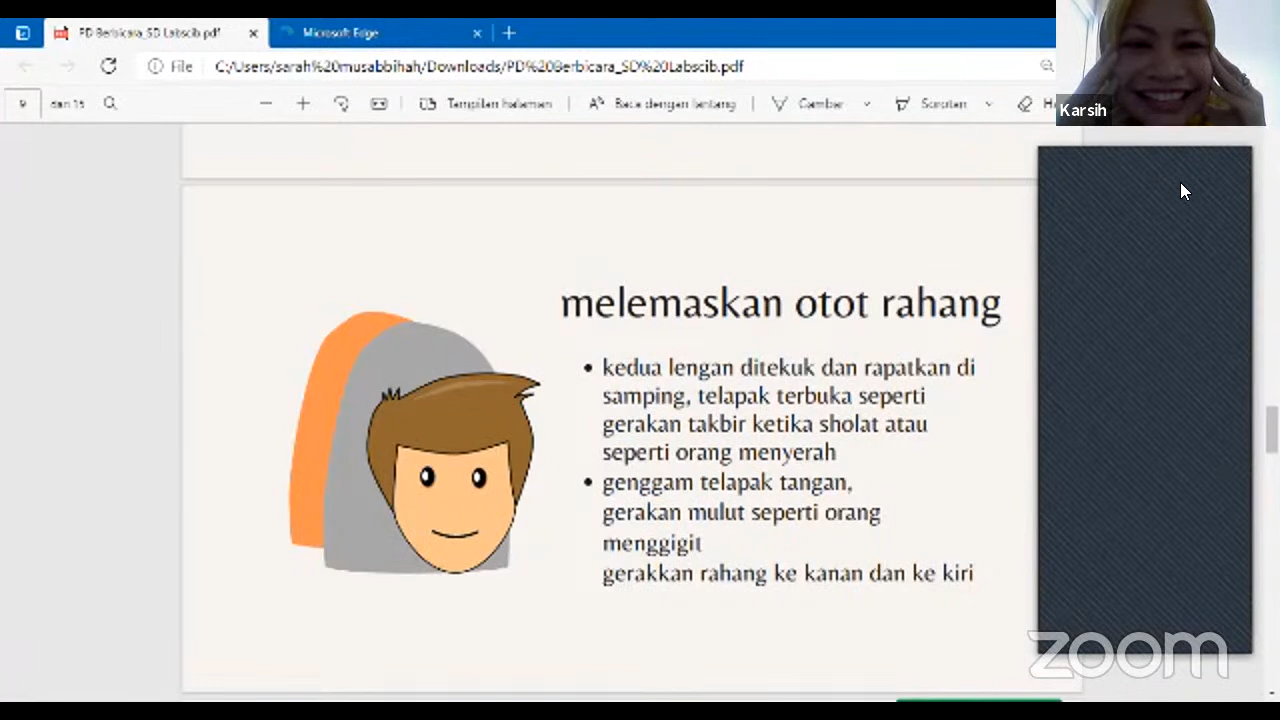 PD Berbicara_SD Labscib.pdf
Microsoft Edge
File
C:/Users/sarah%20musabbihah/Downloads/PD%20Berbicara_SD%20Labscib.pdf
9 dari 15
Tampilan halaman
Baca dengan lantang
Gambar
Sorotan
Karsih
melemaskan otot rahang
• kedua lengan ditekuk dan rapatkan di
samping, telapak terbuka seperti
gerakan takbir ketika sholat atau
seperti orang menyerah
• genggam telapak tangan,
gerakan mulut seperti orang
menggigit
gerakkan rahang ke kanan dan ke kiri
zoom